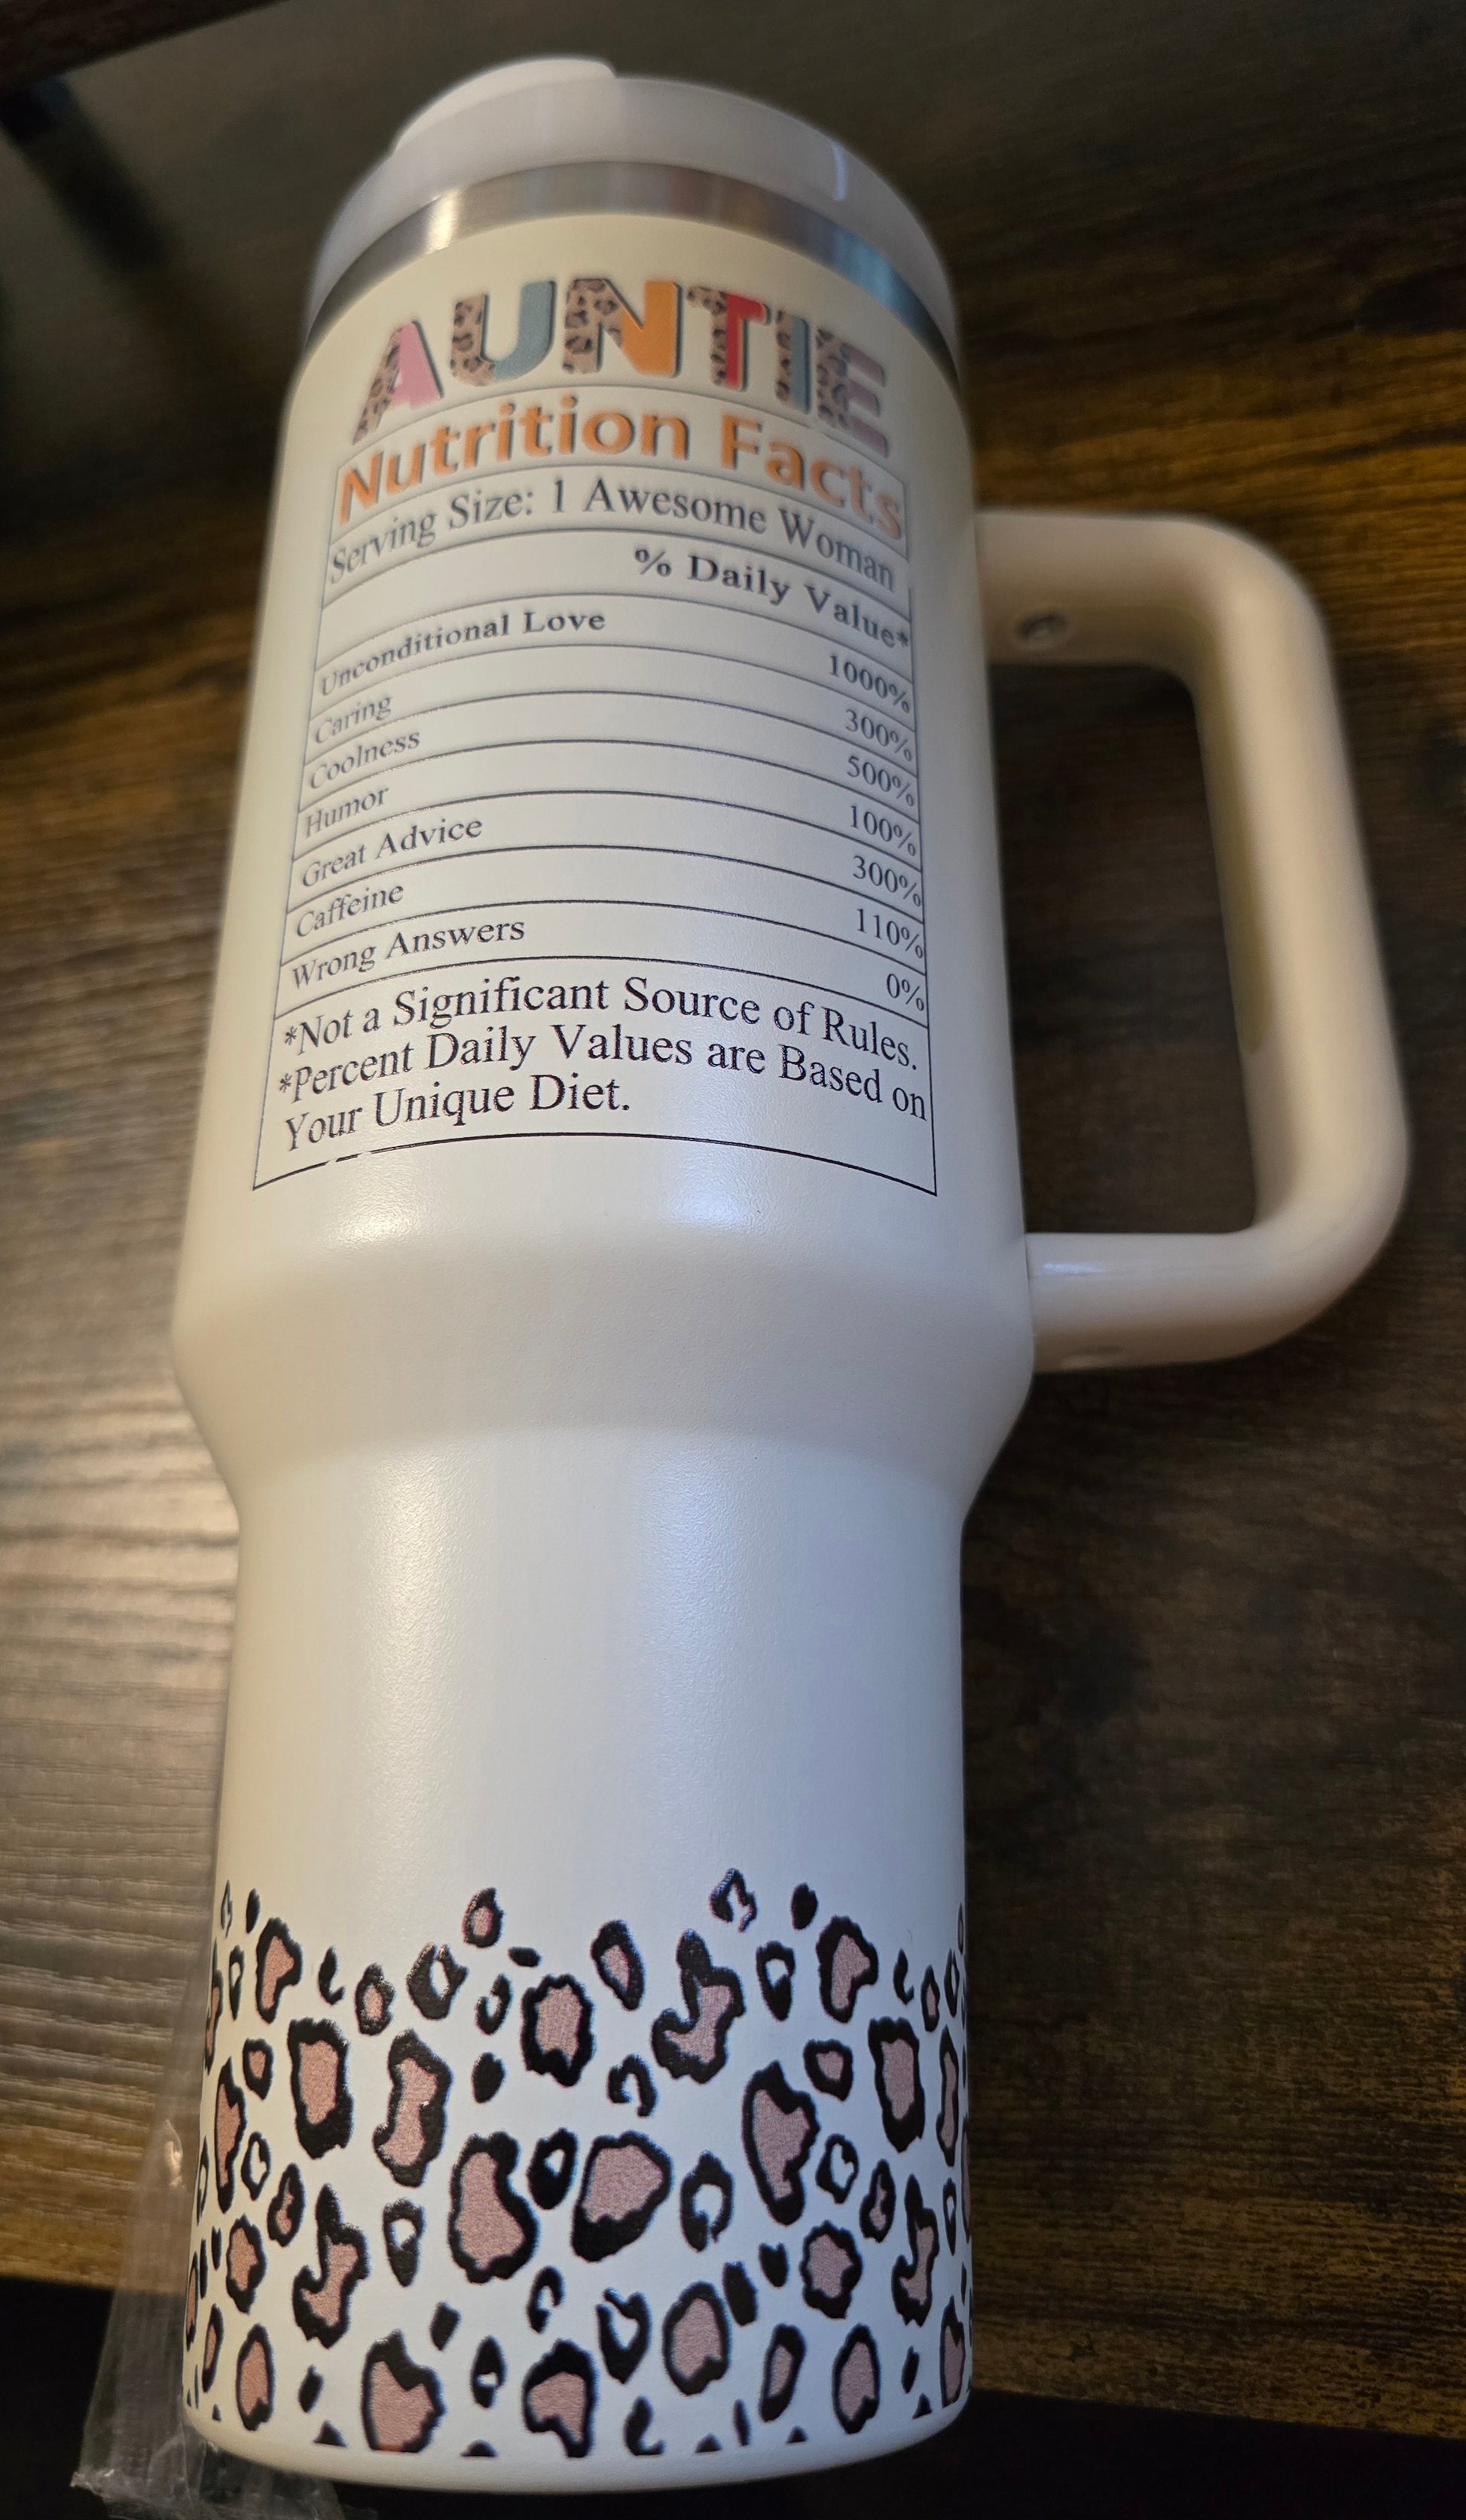 AUNTIE
Nutrition Facts
Serving Size: 1 Awesome Woman
% Daily Value*
Unconditional Love 1000%
Caring 300%
Coolness 500%
Humor 100%
Great Advice 300%
Caffeine 110%
Wrong Answers 0%
*Not a Significant Source of Rules.
*Percent Daily Values are Based on
Your Unique Diet.